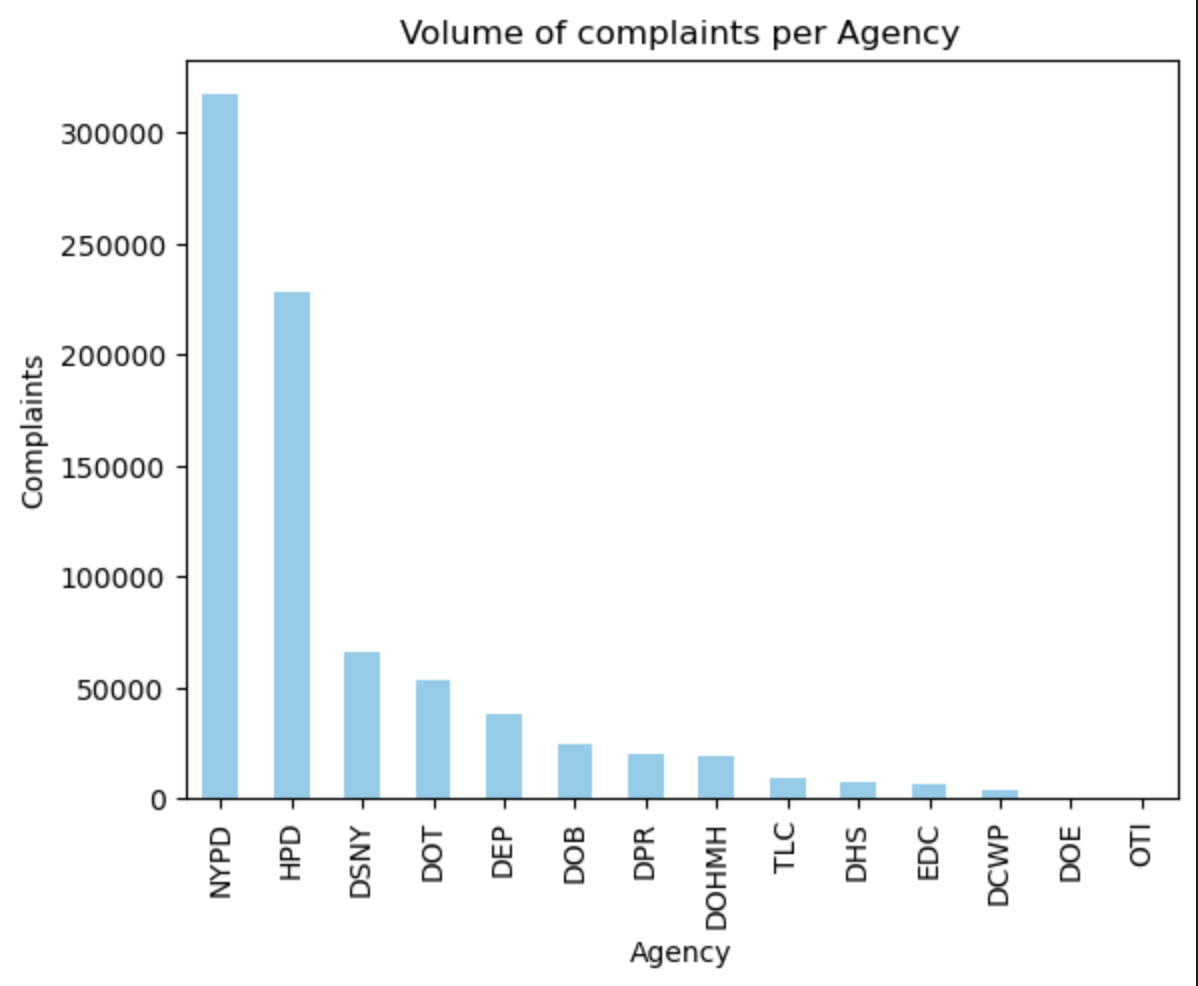 Volume of complaints per Agency
300000
250000
200000
150000
100000
50000
0
Complaints
NYPD
HPD
DSNY
DOT
DEP
DOB
DPR
DOHMH
TLC
DHS
EDC
DCWP
DOE
OTI
Agency